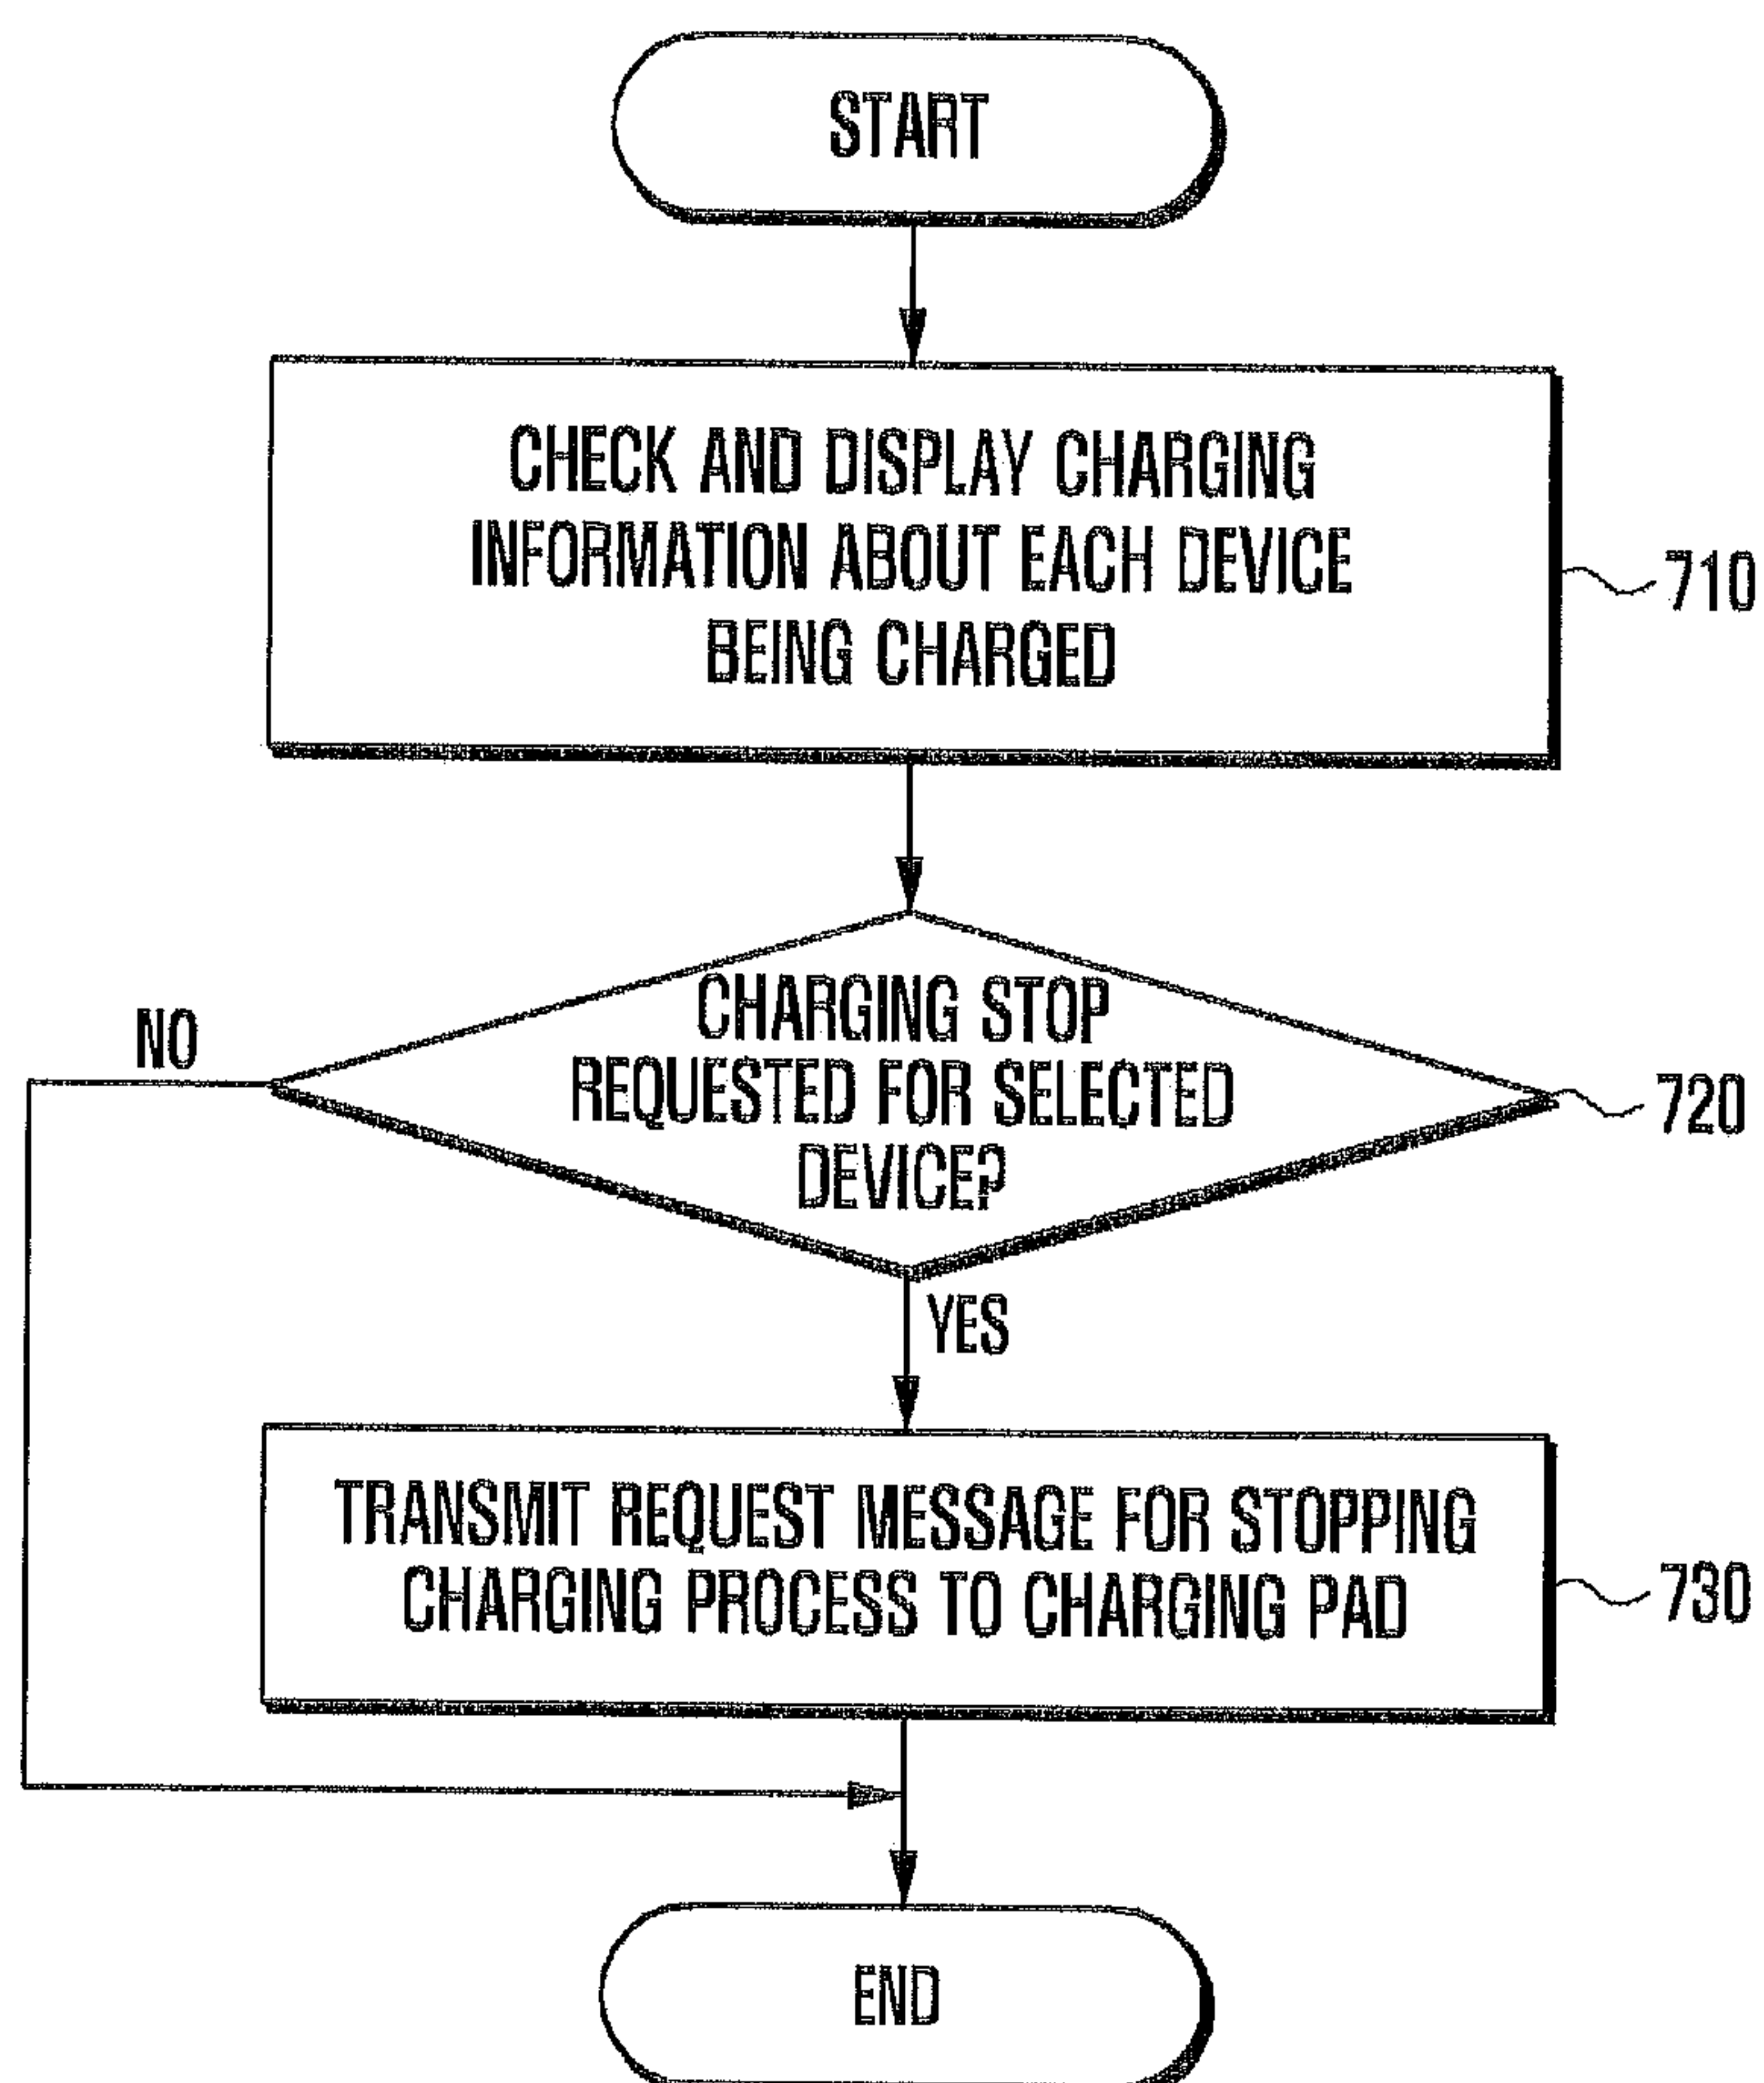 START
CHECK AND DISPLAY CHARGING
INFORMATION ABOUT EACH DEVICE
BEING CHARGED
710
CHARGING STOP
REQUESTED FOR SELECTED
DEVICE?
NO
720
YES
TRANSMIT REQUEST MESSAGE FOR STOPPING
CHARGING PROCESS TO CHARGING PAD
730
END